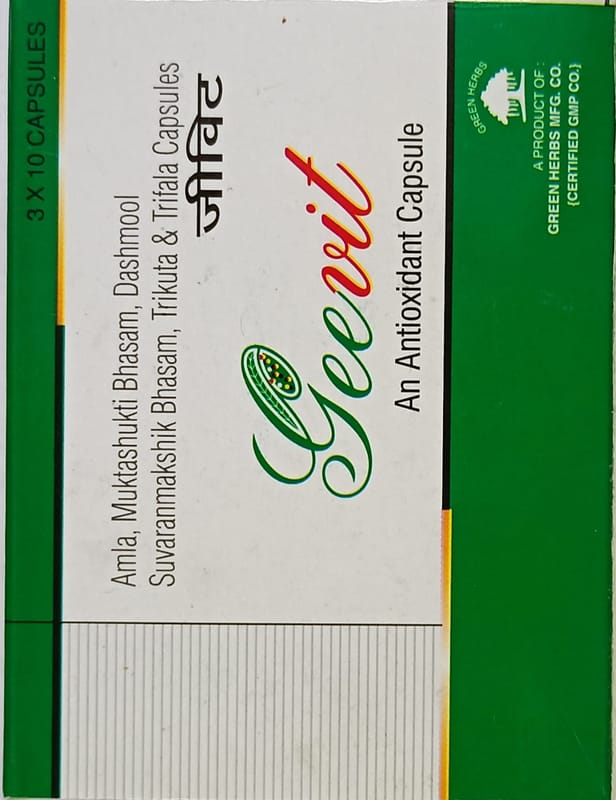 3 X 10 CAPSULES
Amla, Muktashukti Bhasam, Dashmool
Suvaranmakshik Bhasam, Trikuta & Trifala Capsules
जीविट
Geevit
An Antioxidant Capsule
GREEN HERBS
A PRODUCT OF :
GREEN HERBS MFG. CO.
{CERTIFIED GMP CO.}